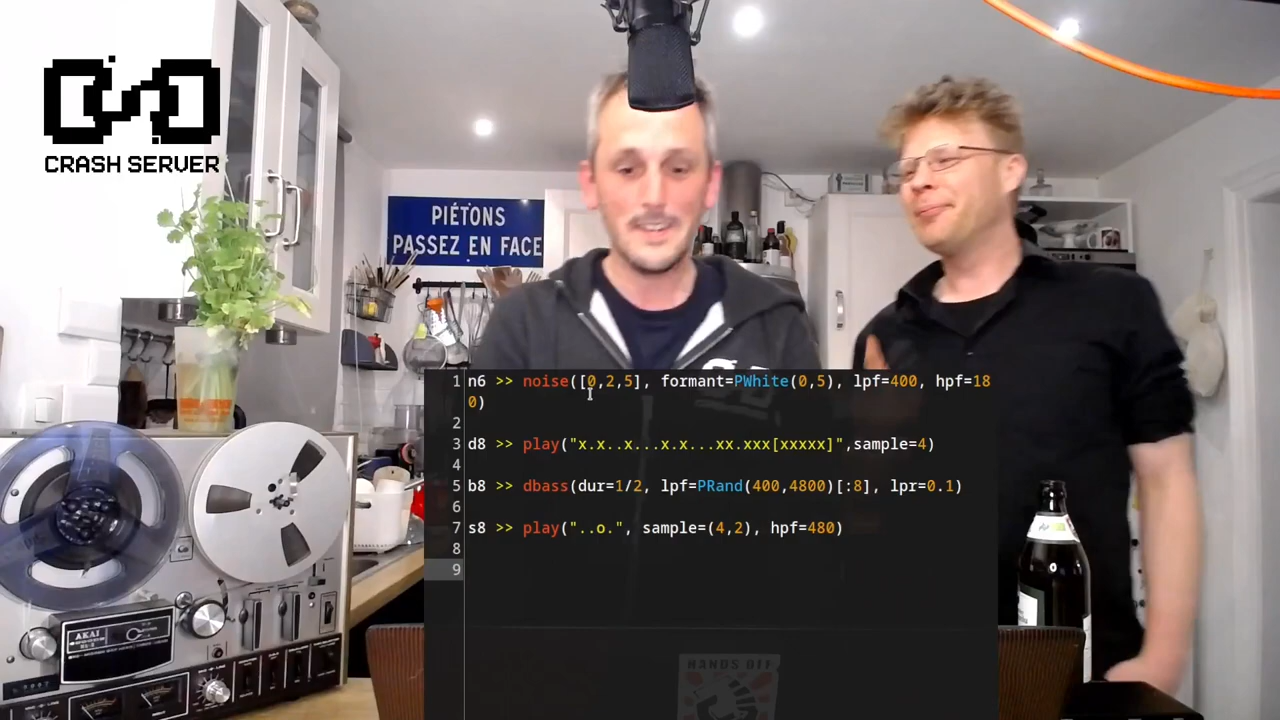 CRASH SERVER
PIÉTONS
PASSEZ EN FACE
1 n6 >> noise([0,2,5], formant=PWhite(0,5), lpf=400, hpf=18
0)
2
3 d8 >> play("x.x..x...x.x...xx.xxx[xxxxx]",sample=4)
4
5 b8 >> dbass(dur=1/2, lpf=PRand(400,4800)[:8], lpr=0.1)
6
7 s8 >> play("..o.", sample=(4,2), hpf=480)
8
9
AKAI
HANDS OFF